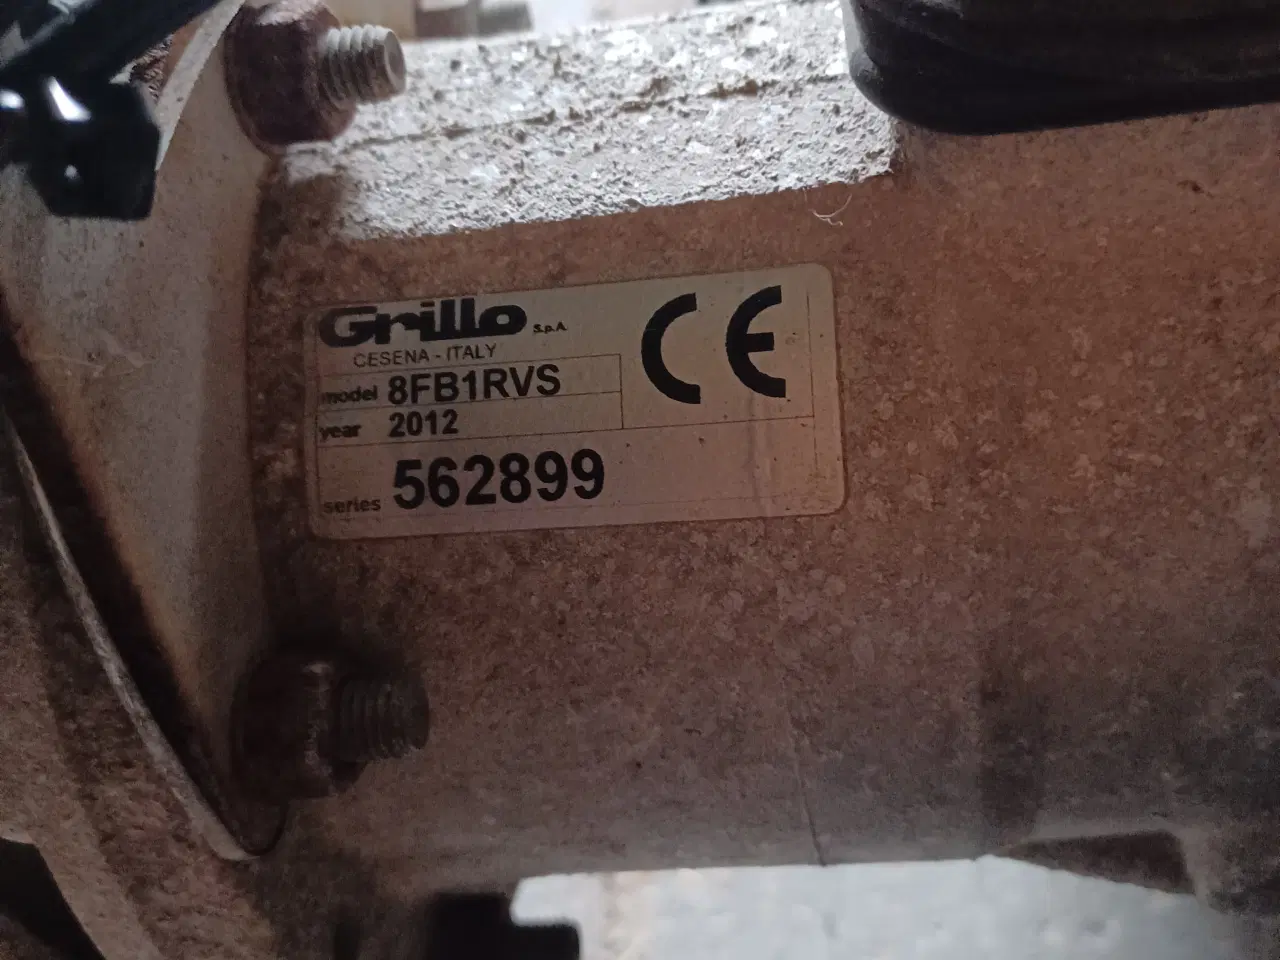 Grillo S.p.A.
CESENA - ITALY
model 8FB1RVS
year 2012
series 562899
CE